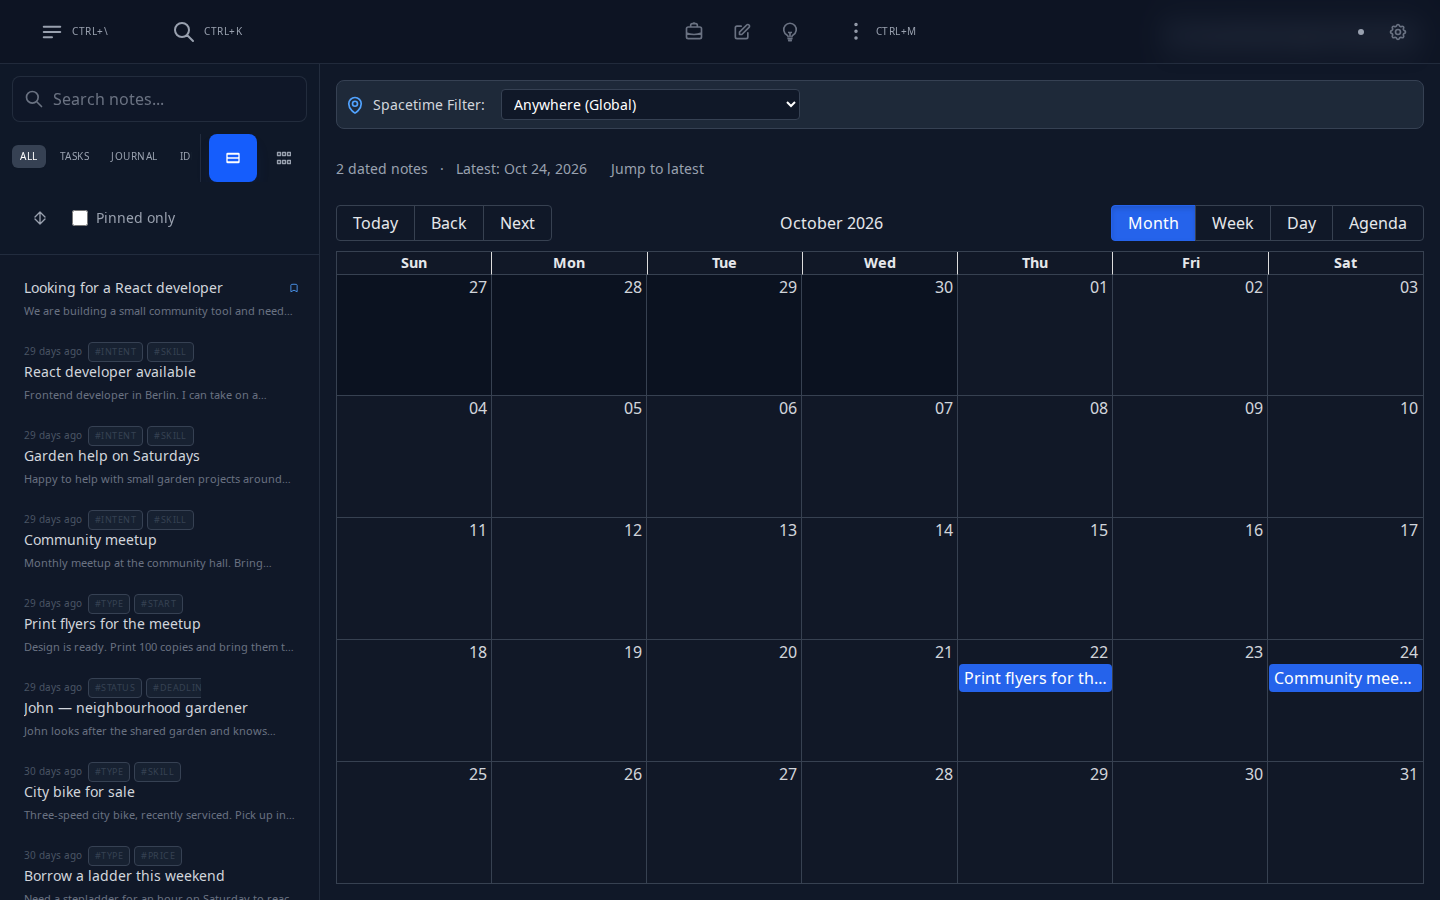 CTRL+\
CTRL+K
CTRL+M
Search notes...
ALL TASKS JOURNAL ID
Pinned only
Looking for a React developer
We are building a small community tool and need...
29 days ago #INTENT #SKILL
React developer available
Frontend developer in Berlin. I can take on a...
29 days ago #INTENT #SKILL
Garden help on Saturdays
Happy to help with small garden projects around...
29 days ago #INTENT #SKILL
Community meetup
Monthly meetup at the community hall. Bring...
29 days ago #TYPE #START
Print flyers for the meetup
Design is ready. Print 100 copies and bring them t...
29 days ago #STATUS #DEADLIN
John — neighbourhood gardener
John looks after the shared garden and knows...
30 days ago #TYPE #SKILL
City bike for sale
Three-speed city bike, recently serviced. Pick up in...
30 days ago #TYPE #PRICE
Borrow a ladder this weekend
Need a stepladder for an hour on Saturday to reac...
Spacetime Filter: Anywhere (Global)
2 dated notes · Latest: Oct 24, 2026 Jump to latest
Today Back Next October 2026 Month Week Day Agenda
Sun Mon Tue Wed Thu Fri Sat
27 28 29 30 01 02 03
04 05 06 07 08 09 10
11 12 13 14 15 16 17
18 19 20 21 22 23 24
Print flyers for th... Community mee...
25 26 27 28 29 30 31